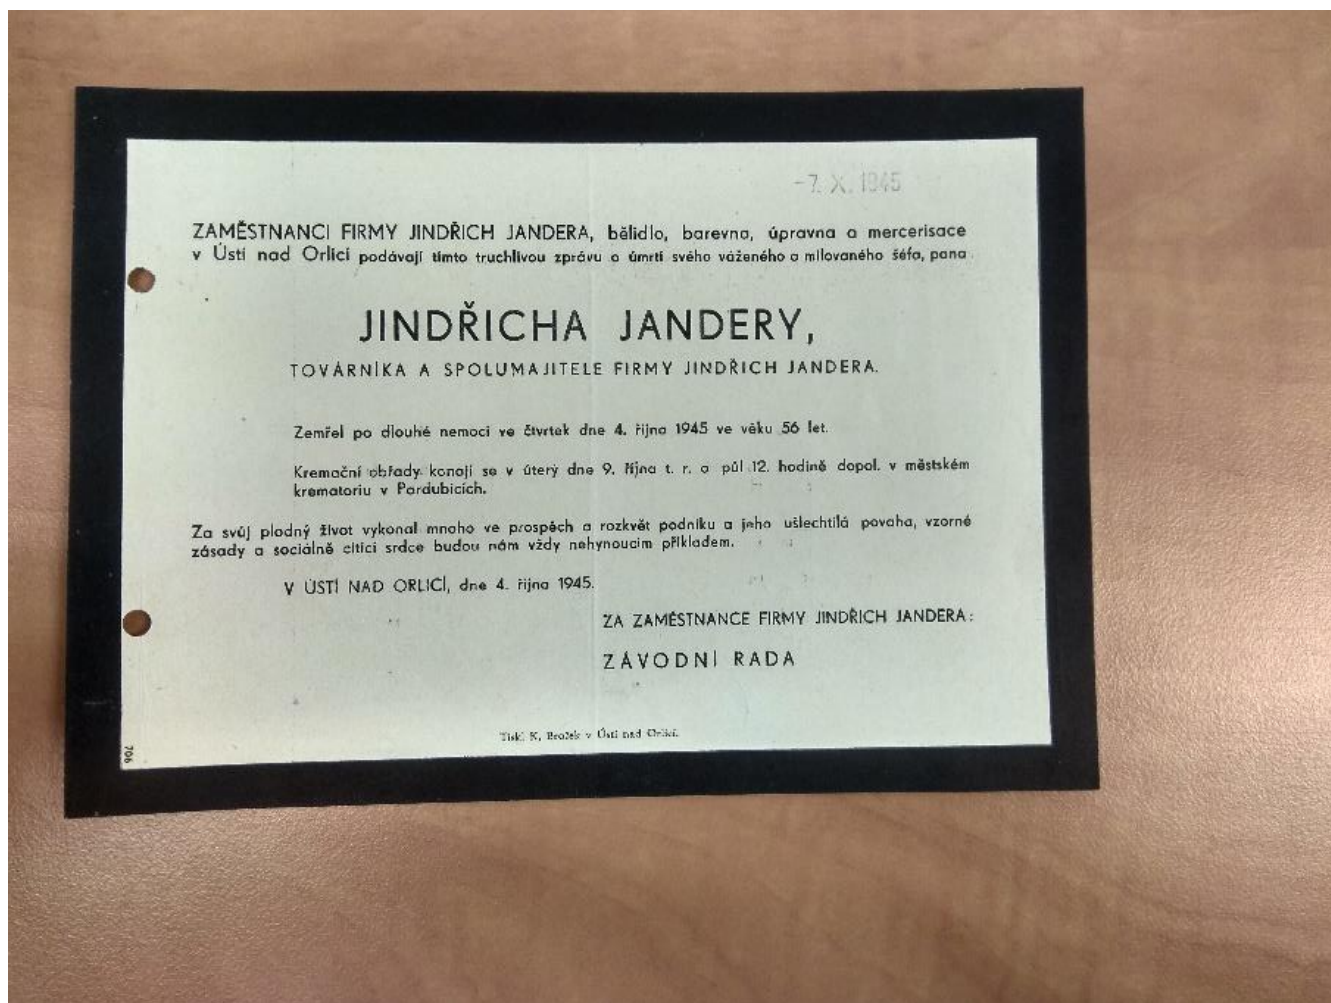 -7. X. 1945
ZAMĚSTNANCI FIRMY JINDŘICH JANDERA, bělidlo, barevna, úpravna a mercerisace
v Ústí nad Orlicí podávají tímto truchlivou zprávu o úmrtí svého váženého a milovaného šéfa, pana
JINDŘICHA JANDERY,
TOVÁRNÍKA A SPOLUMAJITELE FIRMY JINDŘICH JANDERA.
Zemřel po dlouhé nemoci ve čtvrtek dne 4. října 1945 ve věku 56 let.
Kremační obřady konají se v úterý dne 9. října t. r. o půl 12. hodině dopol. v městském
krematoriu v Pardubicích.
Za svůj plodný život vykonal mnoho ve prospěch a rozkvět podniku a jeho ušlechtilá povaha, vzorné
zásady a sociálně cítící srdce budou nám vždy nehynoucím příkladem.
V ÚSTÍ NAD ORLICÍ, dne 4. října 1945.
ZA ZAMĚSTNANCE FIRMY JINDŘICH JANDERA:
ZÁVODNÍ RADA
Tiskl K. Brožek v Ústí nad Orlicí.
706